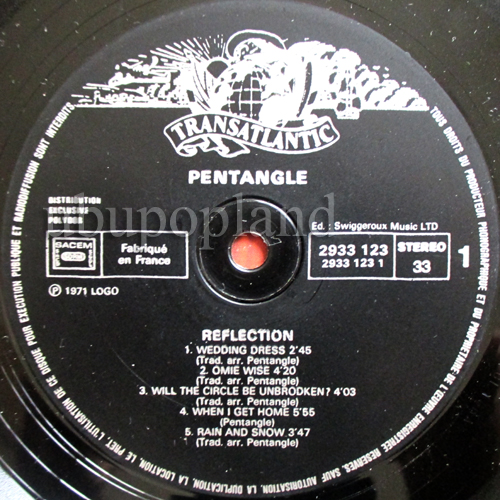 TRANSATLANTIC
PENTANGLE
DISTRIBUTION
EXCLUSIVE
POLYDOR
Ed. : Swiggeroux Music LTD
SACEM
Fabriqué
en France
2933 123
2933 123 1
STEREO
33
1
℗ 1971 LOGO
ubupopland
REFLECTION
1. WEDDING DRESS 2'45
(Trad. arr. Pentangle)
2. OMIE WISE 4'20
(Trad. arr. Pentangle)
3. WILL THE CIRCLE BE UNBRODKEN? 4'03
(Trad. arr. Pentangle)
4. WHEN I GET HOME 5'55
(Pentangle)
5. RAIN AND SNOW 3'47
(Trad. arr. Pentangle)
TOUS DROITS DU PRODUCTEUR PHONOGRAPHIQUE ET DU PROPRIETAIRE DE L'ŒUVRE ENREGISTREE RESERVES. SAUF AUTORISATION, LA DUPLICATION, LA LOCATION, LE PRET, L'UTILISATION DE CE DISQUE POUR EXECUTION PUBLIQUE ET RADIODIFFUSION SONT INTERDITS